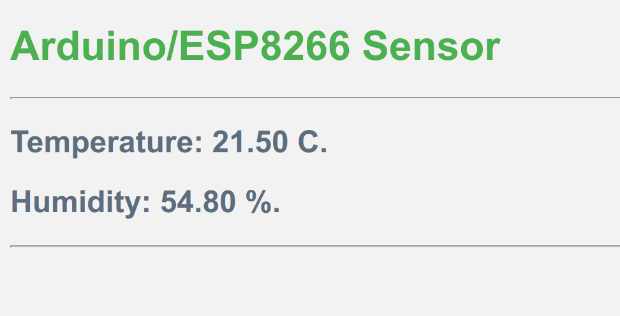 Arduino/ESP8266 Sensor
Temperature: 21.50 C.
Humidity: 54.80 %.